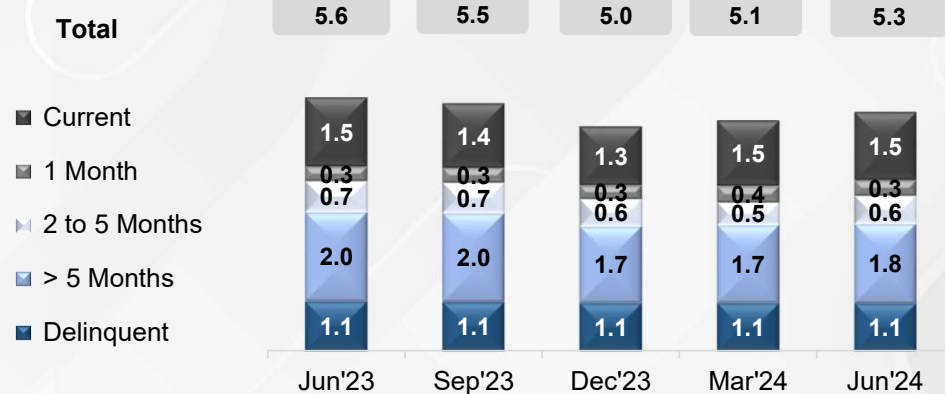 Total 5.6 5.5 5.0 5.1 5.3
Current 1.5 1.4 1.3 1.5 1.5
1 Month 0.3 0.3 0.3 0.4 0.3
2 to 5 Months 0.7 0.7 0.6 0.5 0.6
> 5 Months 2.0 2.0 1.7 1.7 1.8
Delinquent 1.1 1.1 1.1 1.1 1.1
Jun'23 Sep'23 Dec'23 Mar'24 Jun'24